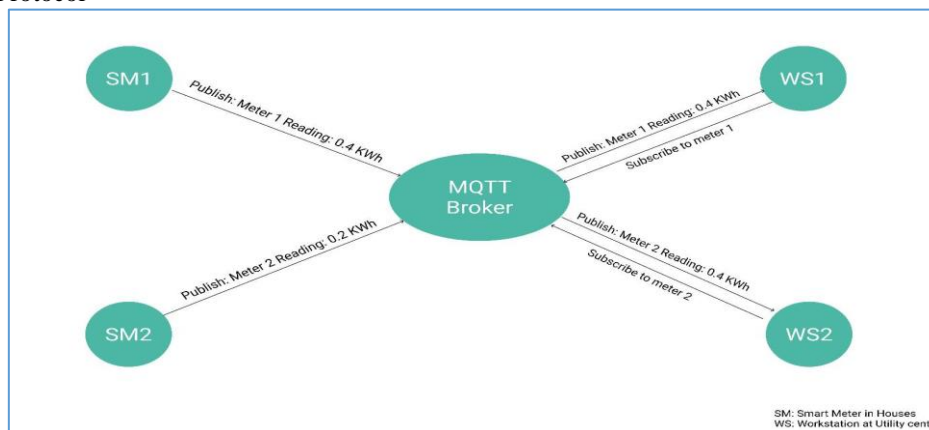 SM1
WS1
Publish: Meter 1 Reading: 0.4 KWh
Publish: Meter 1 Reading: 0.4 KWh
Subscribe to meter 1
MQTT
Broker
Publish: Meter 2 Reading: 0.2 KWh
Publish: Meter 2 Reading: 0.4 KWh
Subscribe to meter 2
SM2
WS2
SM: Smart Meter in Houses
WS: Workstation at Utility cent